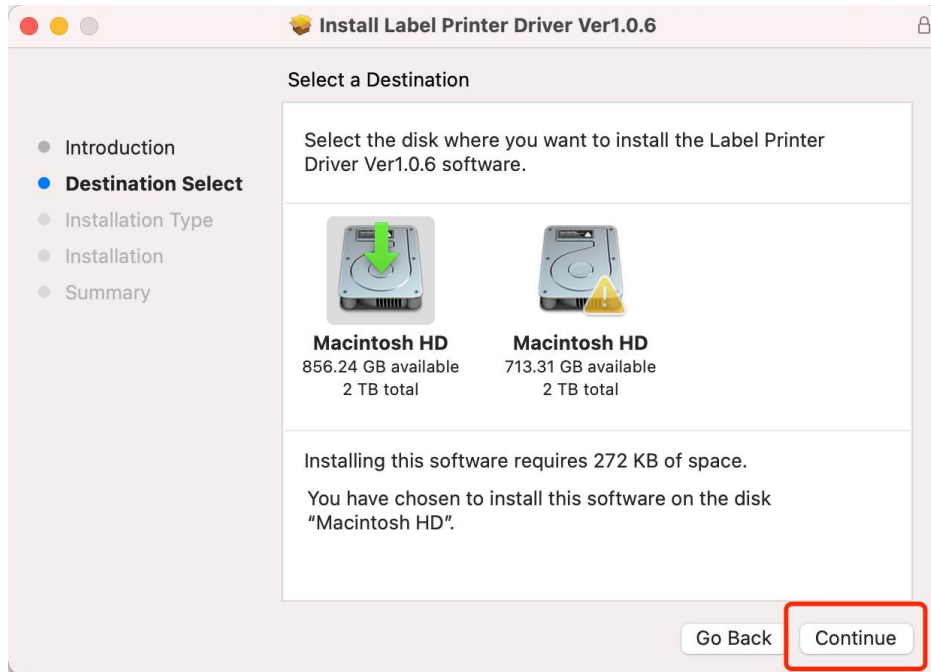 Install Label Printer Driver Ver1.0.6
Select a Destination
Introduction
Destination Select
Installation Type
Installation
Summary
Select the disk where you want to install the Label Printer
Driver Ver1.0.6 software.
Macintosh HD
856.24 GB available
2 TB total
Macintosh HD
713.31 GB available
2 TB total
Installing this software requires 272 KB of space.
You have chosen to install this software on the disk
“Macintosh HD”.
Go Back
Continue